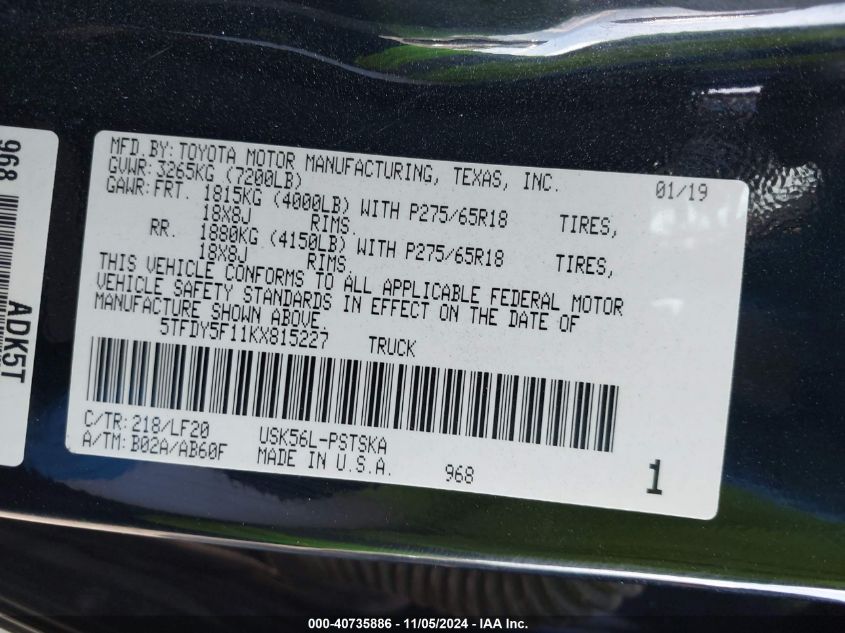 968
ADK5T
MFD.BY:TOYOTA MOTOR MANUFACTURING, TEXAS, INC. 01/19
GVWR:3265KG (7200LB)
GAWR:FRT. 1815KG (4000LB) WITH P275/65R18 TIRES,
18X8J RIMS.
RR. 1880KG (4150LB) WITH P275/65R18 TIRES,
18X8J RIMS.
THIS VEHICLE CONFORMS TO ALL APPLICABLE FEDERAL MOTOR
VEHICLE SAFETY STANDARDS IN EFFECT ON THE DATE OF
MANUFACTURE SHOWN ABOVE.
5TFDY5F11KX815227 TRUCK
C/TR:218/LF20 USK56L-PSTSKA
A/TM:B02A/AB60F MADE IN U.S.A. 968 1
000-40735886 - 11/05/2024 - IAA Inc.